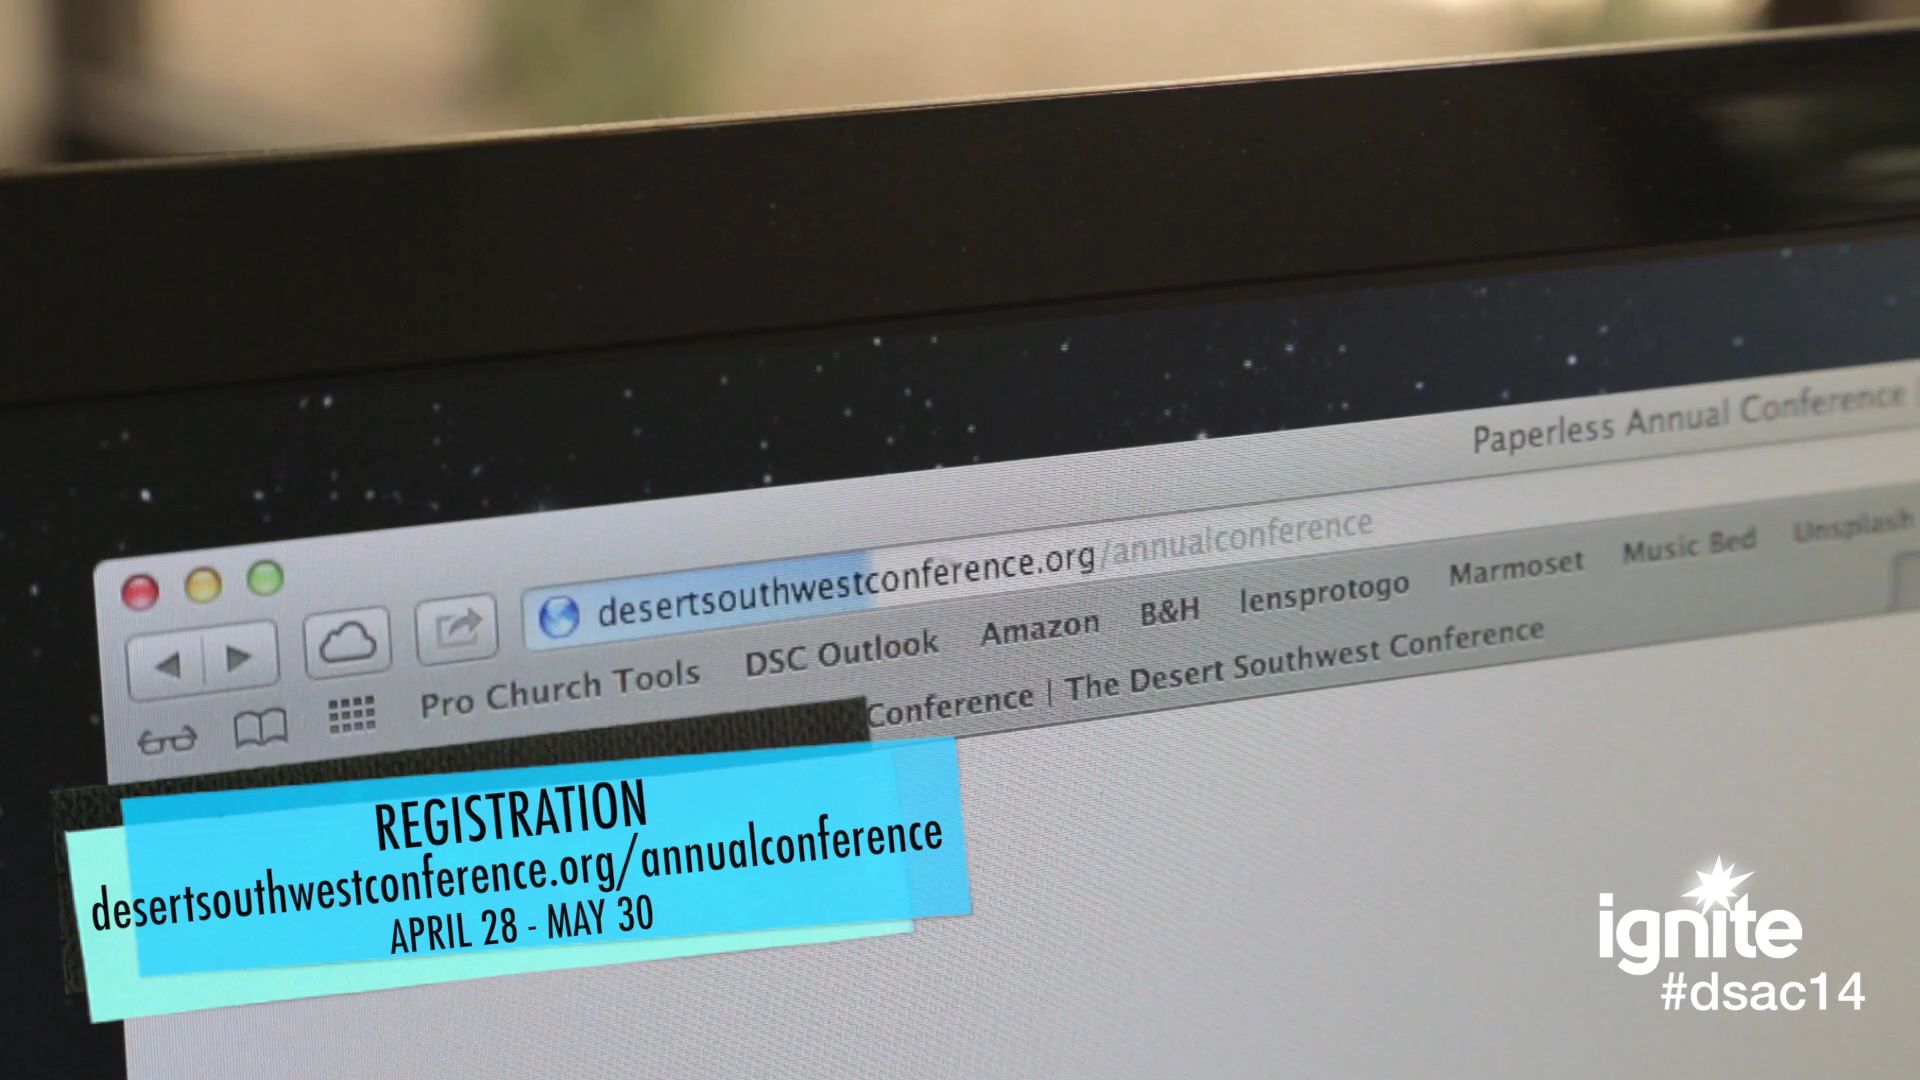 Paperless Annual Conference
desertsouthwestconference.org/annualconference
Pro Church Tools DSC Outlook Amazon B&H lensprotogo Marmoset Music Bed Unsplash
Conference | The Desert Southwest Conference
REGISTRATION
desertsouthwestconference.org/annualconference
APRIL 28 - MAY 30
ignite
#dsac14